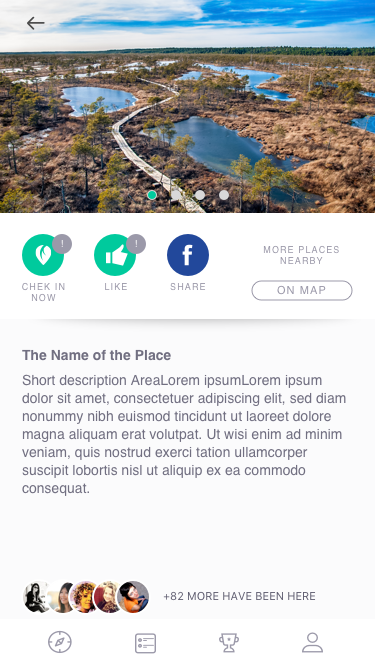 !
!
CHEK IN
NOW
LIKE
SHARE
MORE PLACES
NEARBY
ON MAP
The Name of the Place
Short description AreaLorem ipsumLorem ipsum
dolor sit amet, consectetuer adipiscing elit, sed diam
nonummy nibh euismod tincidunt ut laoreet dolore
magna aliquam erat volutpat. Ut wisi enim ad minim
veniam, quis nostrud exerci tation ullamcorper
suscipit lobortis nisl ut aliquip ex ea commodo
consequat.
+82 MORE HAVE BEEN HERE